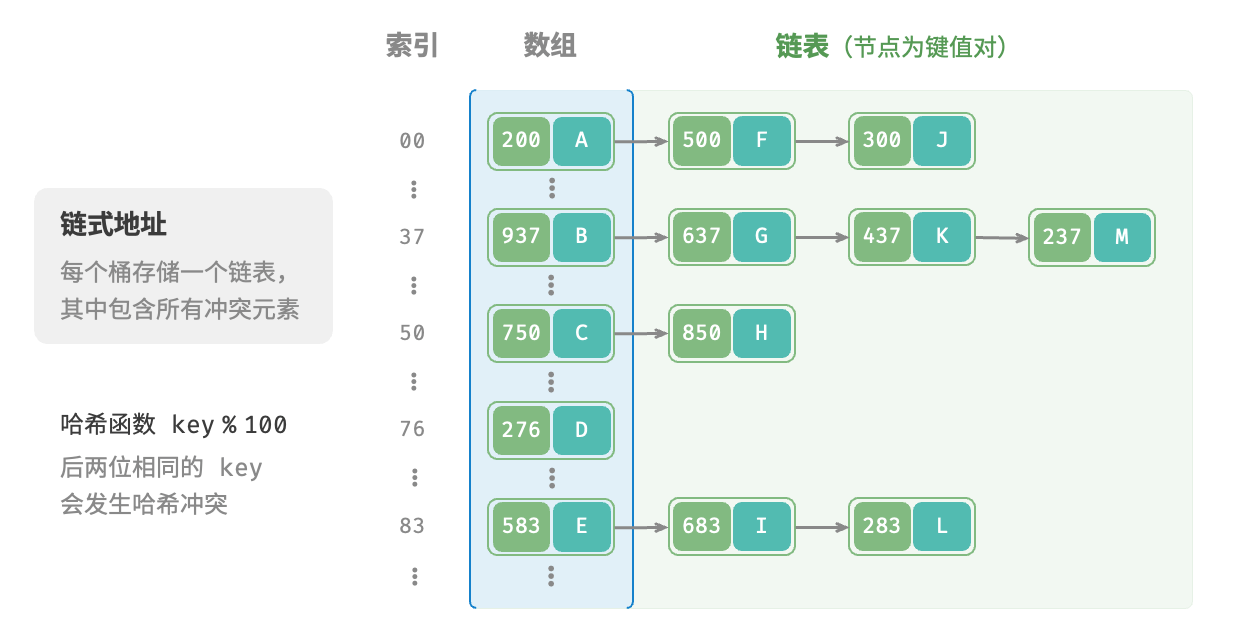 索引 数组 链表（节点为键值对）
00 200 A 500 F 300 J
链式地址
每个桶存储一个链表，
其中包含所有冲突元素
37 937 B 637 G 437 K 237 M
50 750 C 850 H
哈希函数 key % 100
后两位相同的 key
会发生哈希冲突
76 276 D
83 583 E 683 I 283 L